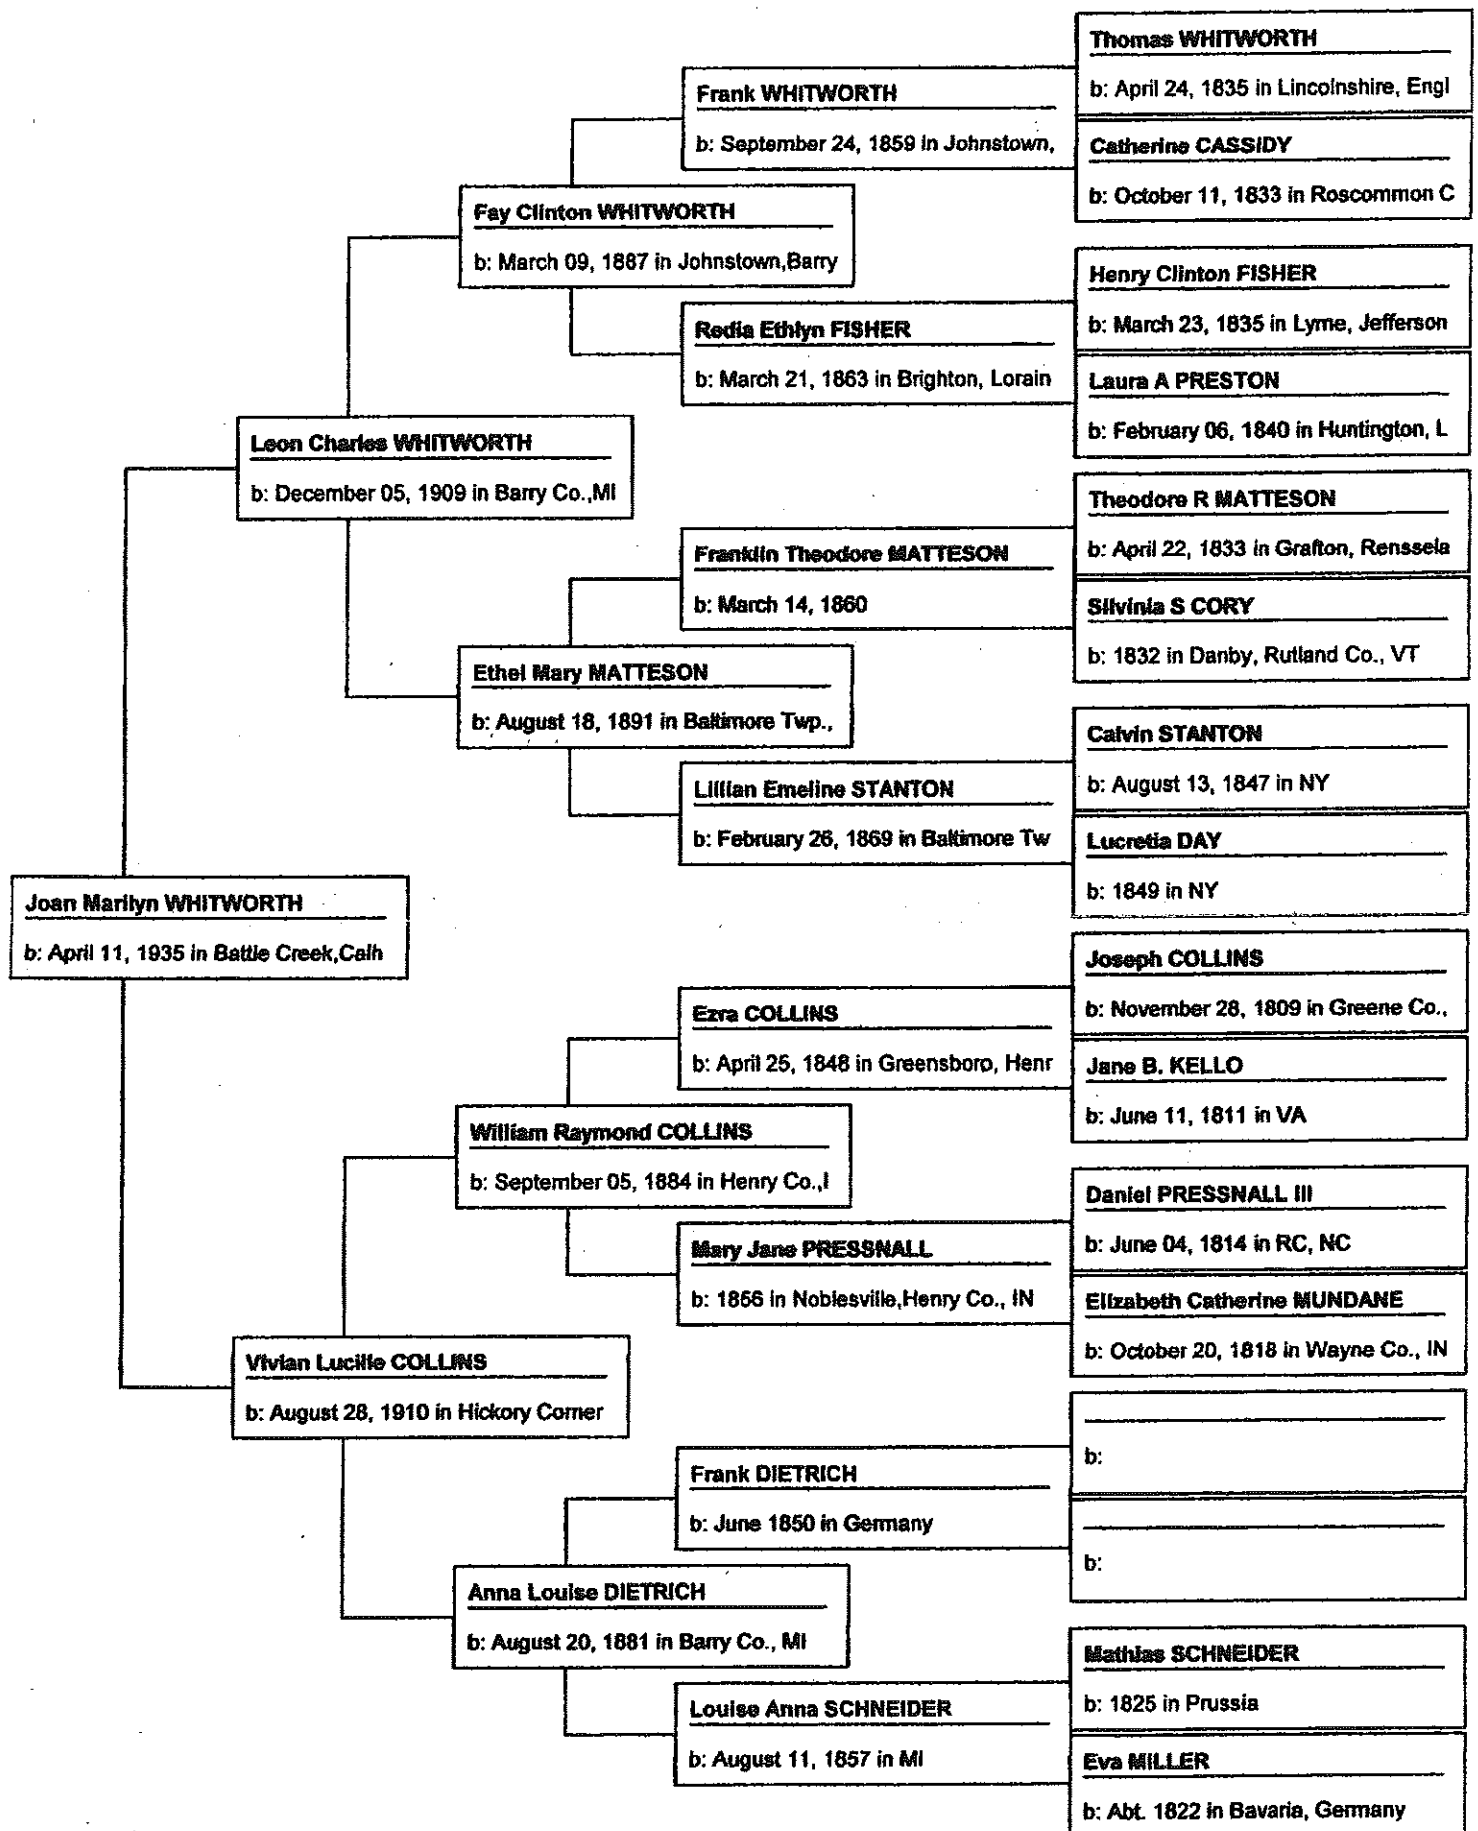 Thomas WHITWORTH
b: April 24, 1835 in Lincolnshire, Engl
Frank WHITWORTH
b: September 24, 1859 in Johnstown,
Catherine CASSIDY
b: October 11, 1833 in Roscommon C
Fay Clinton WHITWORTH
b: March 09, 1887 in Johnstown,Barry
Henry Clinton FISHER
b: March 23, 1835 in Lyme, Jefferson
Redia Ethlyn FISHER
b: March 21, 1863 in Brighton, Lorain
Laura A PRESTON
b: February 06, 1840 in Huntington, L
Leon Charles WHITWORTH
b: December 05, 1909 in Barry Co.,MI
Theodore R MATTESON
b: April 22, 1833 in Grafton, Renssela
Franklin Theodore MATTESON
b: March 14, 1860
Silvinia S CORY
b: 1832 in Danby, Rutland Co., VT
Ethel Mary MATTESON
b: August 18, 1891 in Baltimore Twp.,
Calvin STANTON
b: August 13, 1847 in NY
Lillian Emeline STANTON
b: February 26, 1869 in Baltimore Tw
Lucretia DAY
b: 1849 in NY
Joan Marilyn WHITWORTH
b: April 11, 1935 in Battle Creek,Calh
Joseph COLLINS
b: November 28, 1809 in Greene Co.,
Ezra COLLINS
b: April 25, 1848 in Greensboro, Henr
Jane B. KELLO
b: June 11, 1811 in VA
William Raymond COLLINS
b: September 05, 1884 in Henry Co.,I
Daniel PRESSNALL III
b: June 04, 1814 in RC, NC
Mary Jane PRESSNALL
b: 1856 in Noblesville,Henry Co., IN
Elizabeth Catherine MUNDANE
b: October 20, 1818 in Wayne Co., IN
Vivian Lucille COLLINS
b: August 28, 1910 in Hickory Corner
b:
Frank DIETRICH
b: June 1850 in Germany
b:
Anna Louise DIETRICH
b: August 20, 1881 in Barry Co., MI
Mathias SCHNEIDER
b: 1825 in Prussia
Louise Anna SCHNEIDER
b: August 11, 1857 in MI
Eva MILLER
b: Abt. 1822 in Bavaria, Germany